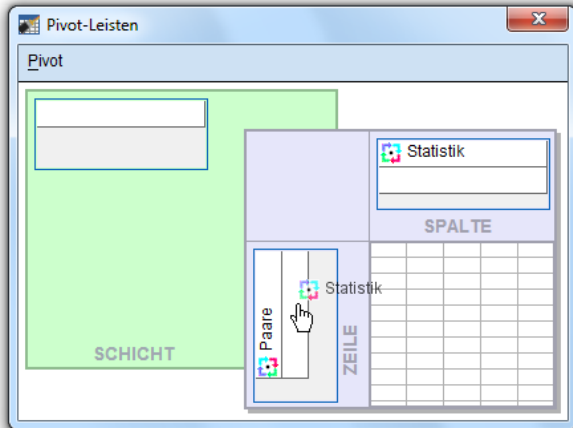 Pivot-Leisten
Pivot
Statistik
SPALTE
Statistik
Paare
ZEILE
SCHICHT